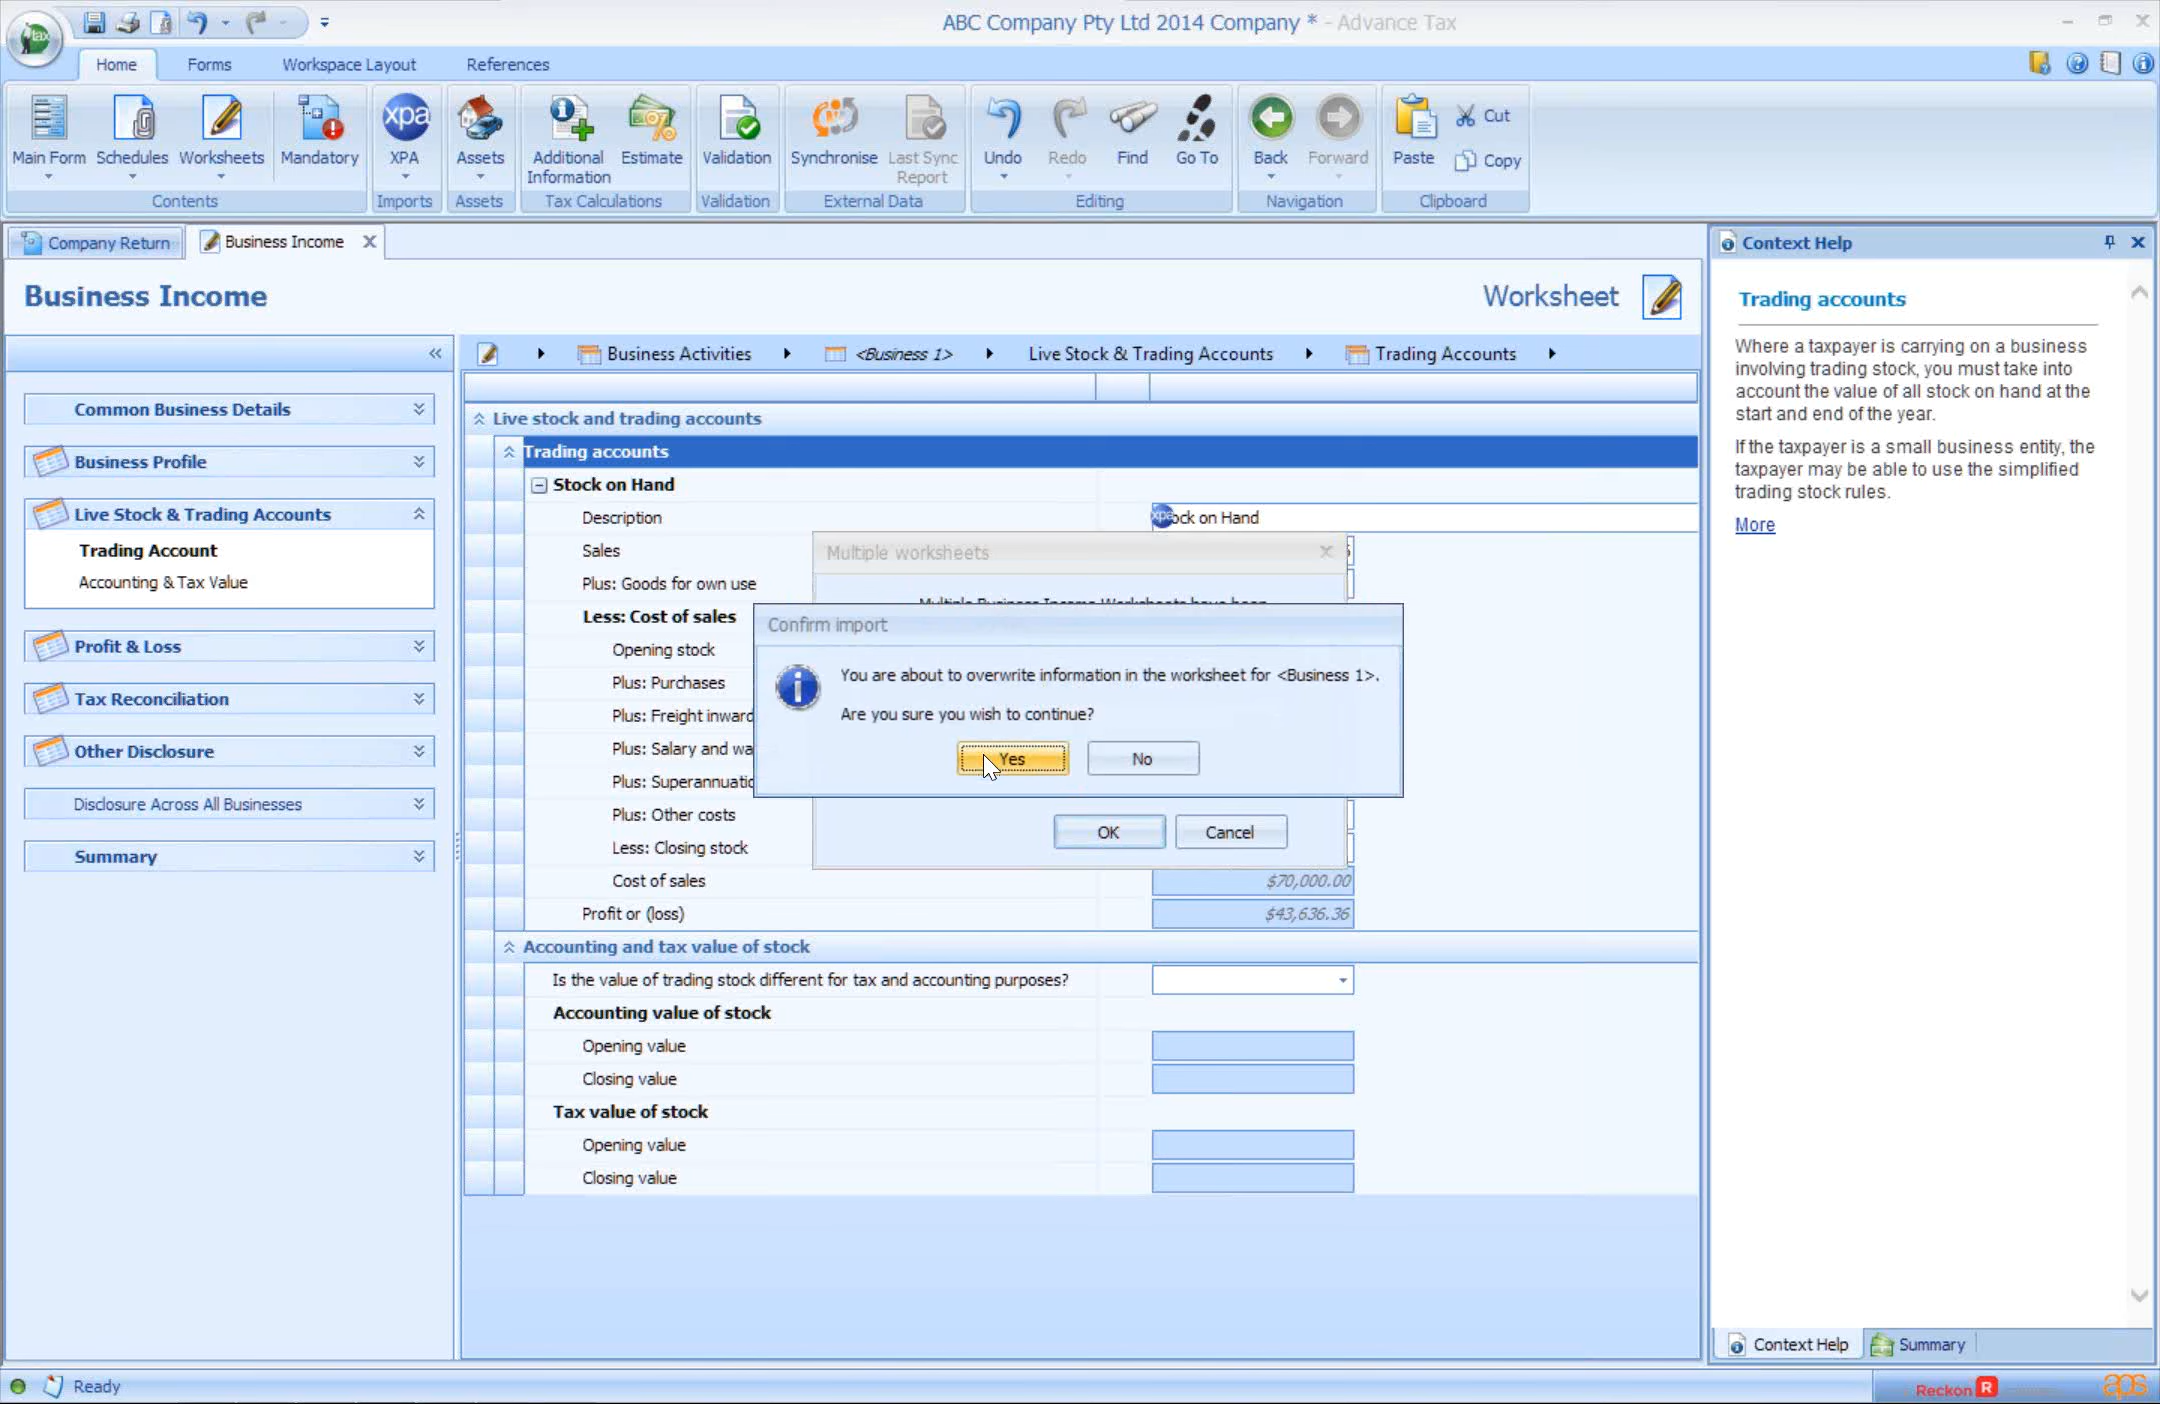 tax
ABC Company Pty Ltd 2014 Company * - Advance Tax
Home Forms Workspace Layout References
Main Form Schedules Worksheets Mandatory
xpa
XPA Assets Additional Information Estimate Validation Synchronise Last Sync Report Undo Redo Find Go To Back Forward Paste Cut
Copy
Contents Imports Assets Tax Calculations Validation External Data Editing Navigation Clipboard
Company Return Business Income
Business Income
Worksheet
Common Business Details
Business Profile
Live Stock & Trading Accounts
Trading Account
Accounting & Tax Value
Profit & Loss
Tax Reconciliation
Other Disclosure
Disclosure Across All Businesses
Summary
Business Activities <Business 1> Live Stock & Trading Accounts Trading Accounts
Live stock and trading accounts
Trading accounts
Stock on Hand
Description xpa ock on Hand
Sales
Plus: Goods for own use
Less: Cost of sales
Opening stock
Plus: Purchases
Plus: Freight inward
Plus: Salary and wa
Plus: Superannuatio
Plus: Other costs
Less: Closing stock
Cost of sales $70,000.00
Profit or (loss) $43,636.36
Accounting and tax value of stock
Is the value of trading stock different for tax and accounting purposes?
Accounting value of stock
Opening value
Closing value
Tax value of stock
Opening value
Closing value
Multiple worksheets
Multiple Business Income Worksheets have been
Confirm import
You are about to overwrite information in the worksheet for <Business 1>.
Are you sure you wish to continue?
Yes No
OK Cancel
Context Help
Trading accounts
Where a taxpayer is carrying on a business
involving trading stock, you must take into
account the value of all stock on hand at the
start and end of the year.
If the taxpayer is a small business entity, the
taxpayer may be able to use the simplified
trading stock rules.
More
Context Help Summary
Ready
Reckon R
aps